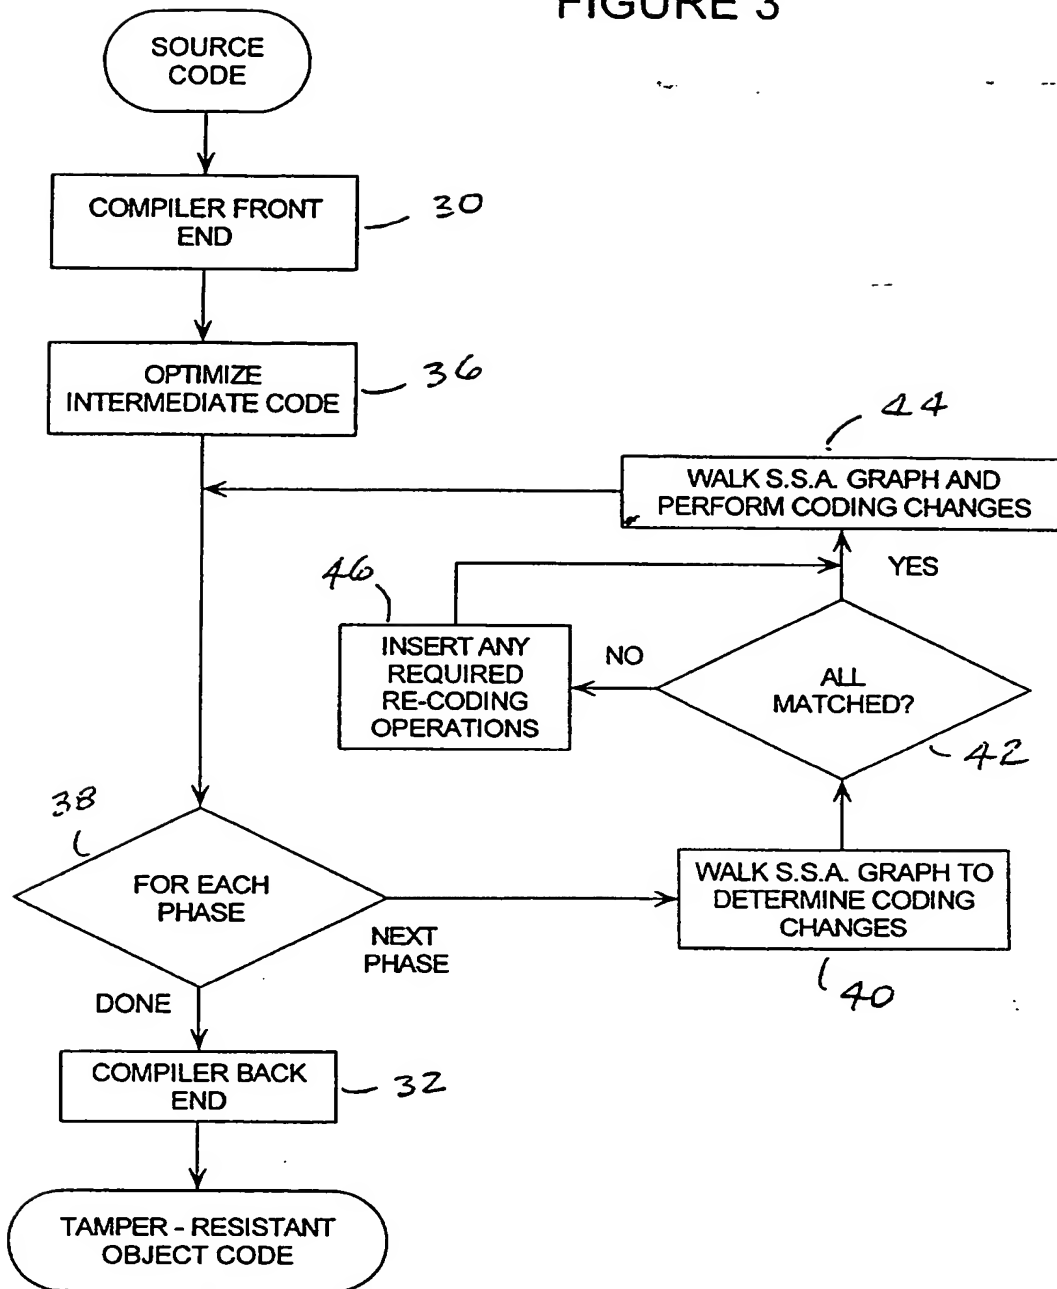 FIGURE 3
SOURCE
CODE
COMPILER FRONT
END
30
OPTIMIZE
INTERMEDIATE CODE
36
44
WALK S.S.A. GRAPH AND
PERFORM CODING CHANGES
YES
46
INSERT ANY
REQUIRED
RE-CODING
OPERATIONS
NO
ALL
MATCHED?
42
38
FOR EACH
PHASE
NEXT
PHASE
WALK S.S.A. GRAPH TO
DETERMINE CODING
CHANGES
40
DONE
COMPILER BACK
END
32
TAMPER - RESISTANT
OBJECT CODE